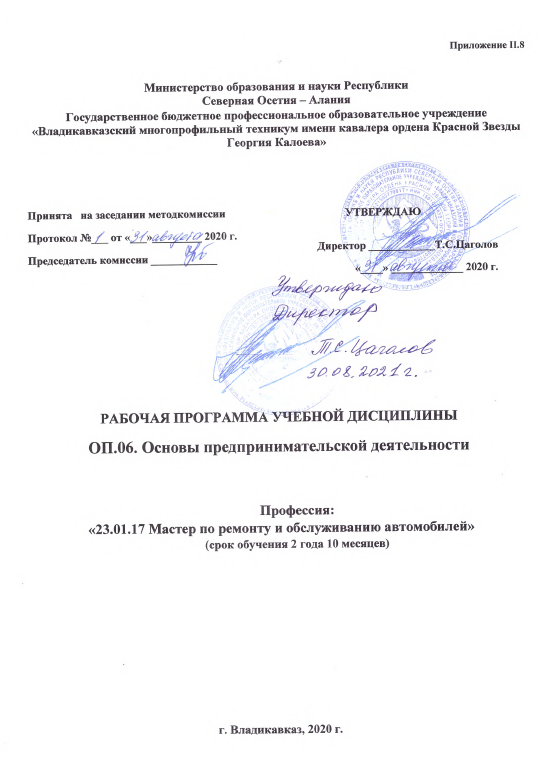 Приложение II.8
Министерство образования и науки Республики
Северная Осетия – Алания
Государственное бюджетное профессиональное образовательное учреждение
«Владикавказский многопрофильный техникум имени кавалера ордена Красной Звезды
Георгия Калоева»
Принята на заседании методкомиссии
УТВЕРЖДАЮ
Протокол № 1 от «31» августа 2020 г.
Директор ____________ Т.С.Цаголов
Председатель комиссии ____________
«31» августа 2020 г.
Утверждаю
Директор
Т.С. Цаголов
30.08.2021 г.
РАБОЧАЯ ПРОГРАММА УЧЕБНОЙ ДИСЦИПЛИНЫ
ОП.06. Основы предпринимательской деятельности
Профессия:
«23.01.17 Мастер по ремонту и обслуживанию автомобилей»
(срок обучения 2 года 10 месяцев)
г. Владикавказ, 2020 г.